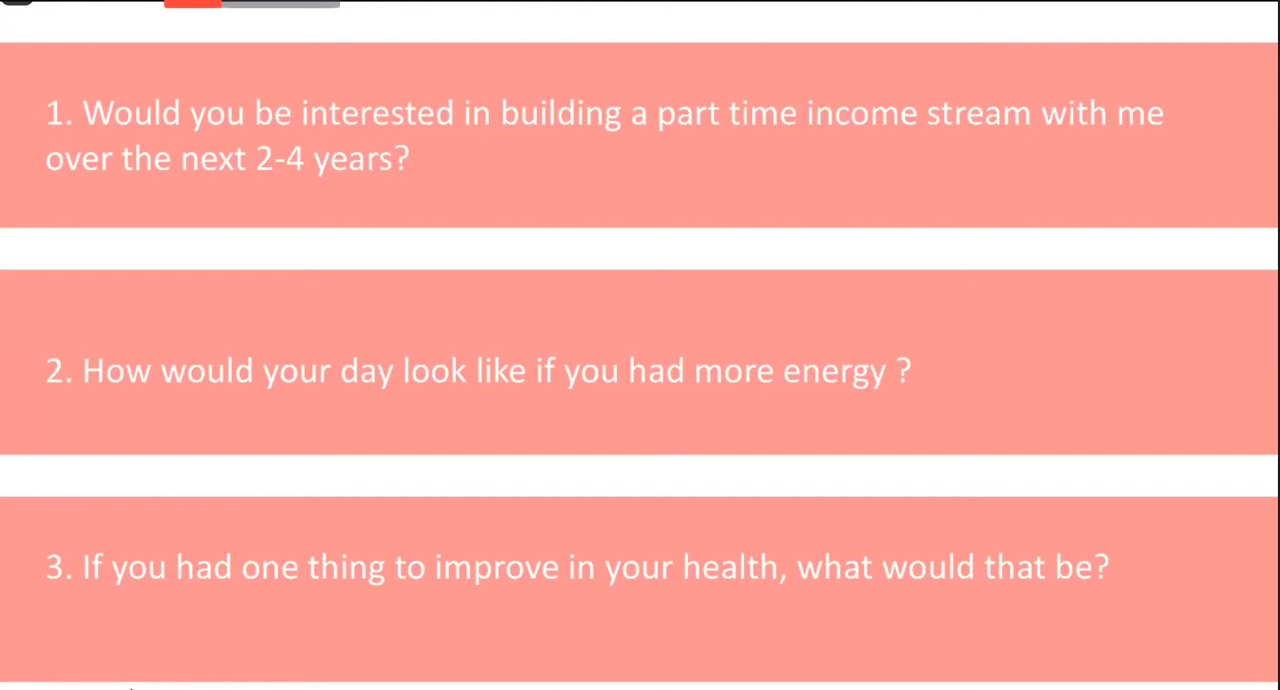 1. Would you be interested in building a part time income stream with me
over the next 2-4 years?
2. How would your day look like if you had more energy ?
3. If you had one thing to improve in your health, what would that be?